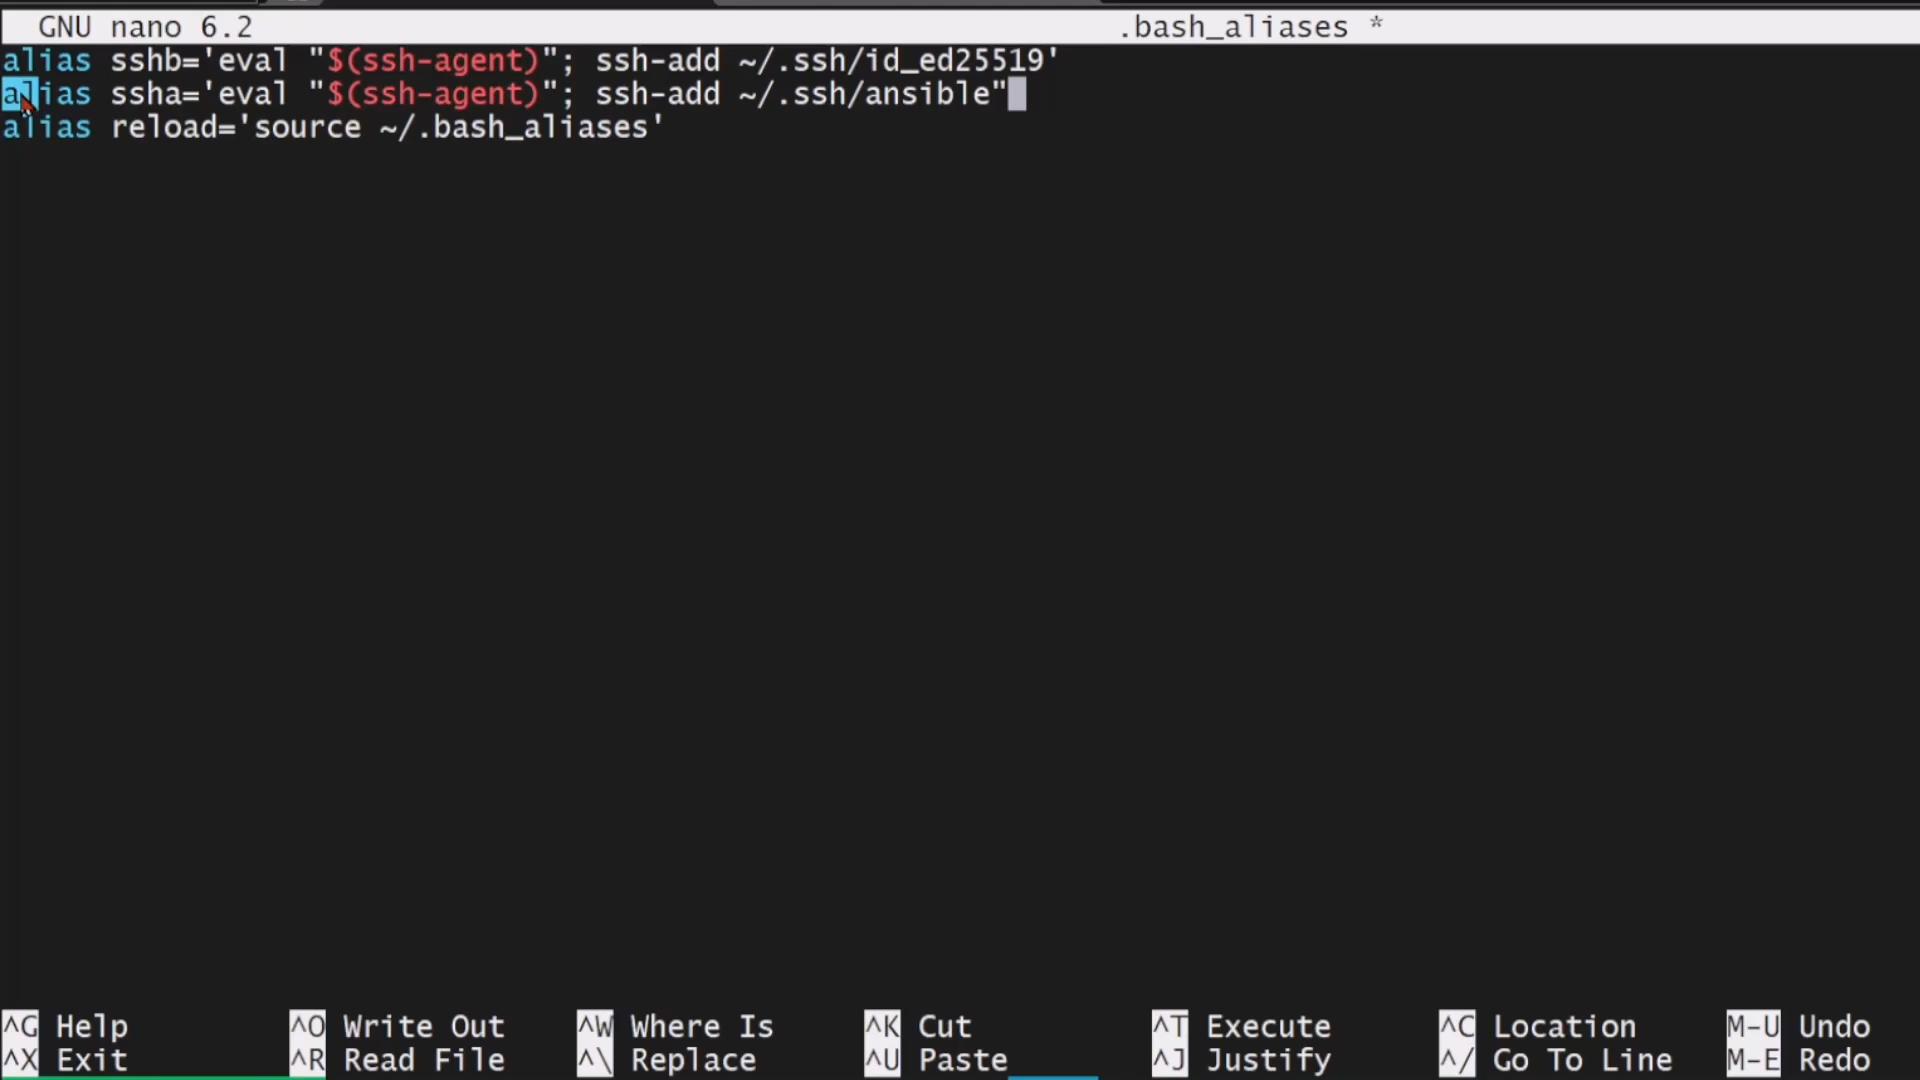 GNU nano 6.2 .bash_aliases *
alias sshb='eval "$(ssh-agent)"; ssh-add ~/.ssh/id_ed25519'
alias ssha='eval "$(ssh-agent)"; ssh-add ~/.ssh/ansible"
alias reload='source ~/.bash_aliases'
^G Help ^O Write Out ^W Where Is ^K Cut ^T Execute ^C Location M-U Undo
^X Exit ^R Read File ^\ Replace ^U Paste ^J Justify ^/ Go To Line M-E Redo